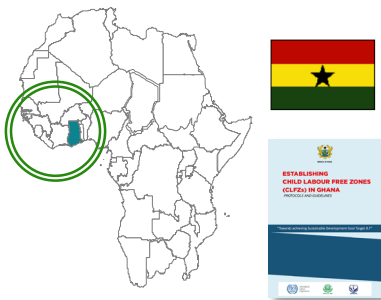 ESTABLISHING
CHILD LABOUR FREE ZONES
(CLFZs) IN GHANA
PROTOCOLS AND GUIDELINES
"Towards achieving Sustainable Development Goal Target 8.7"